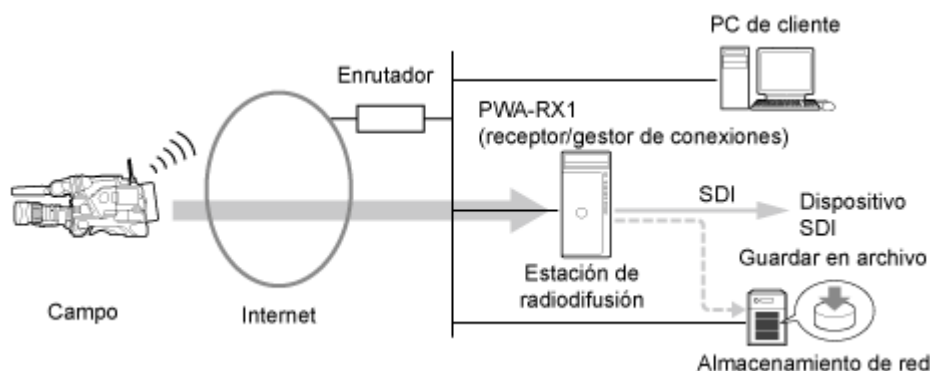 PC de cliente
Enrutador
PWA-RX1
(receptor/gestor de conexiones)
SDI
Dispositivo
SDI
Estación de
radiodifusión
Guardar en archivo
Campo
Internet
Almacenamiento de red